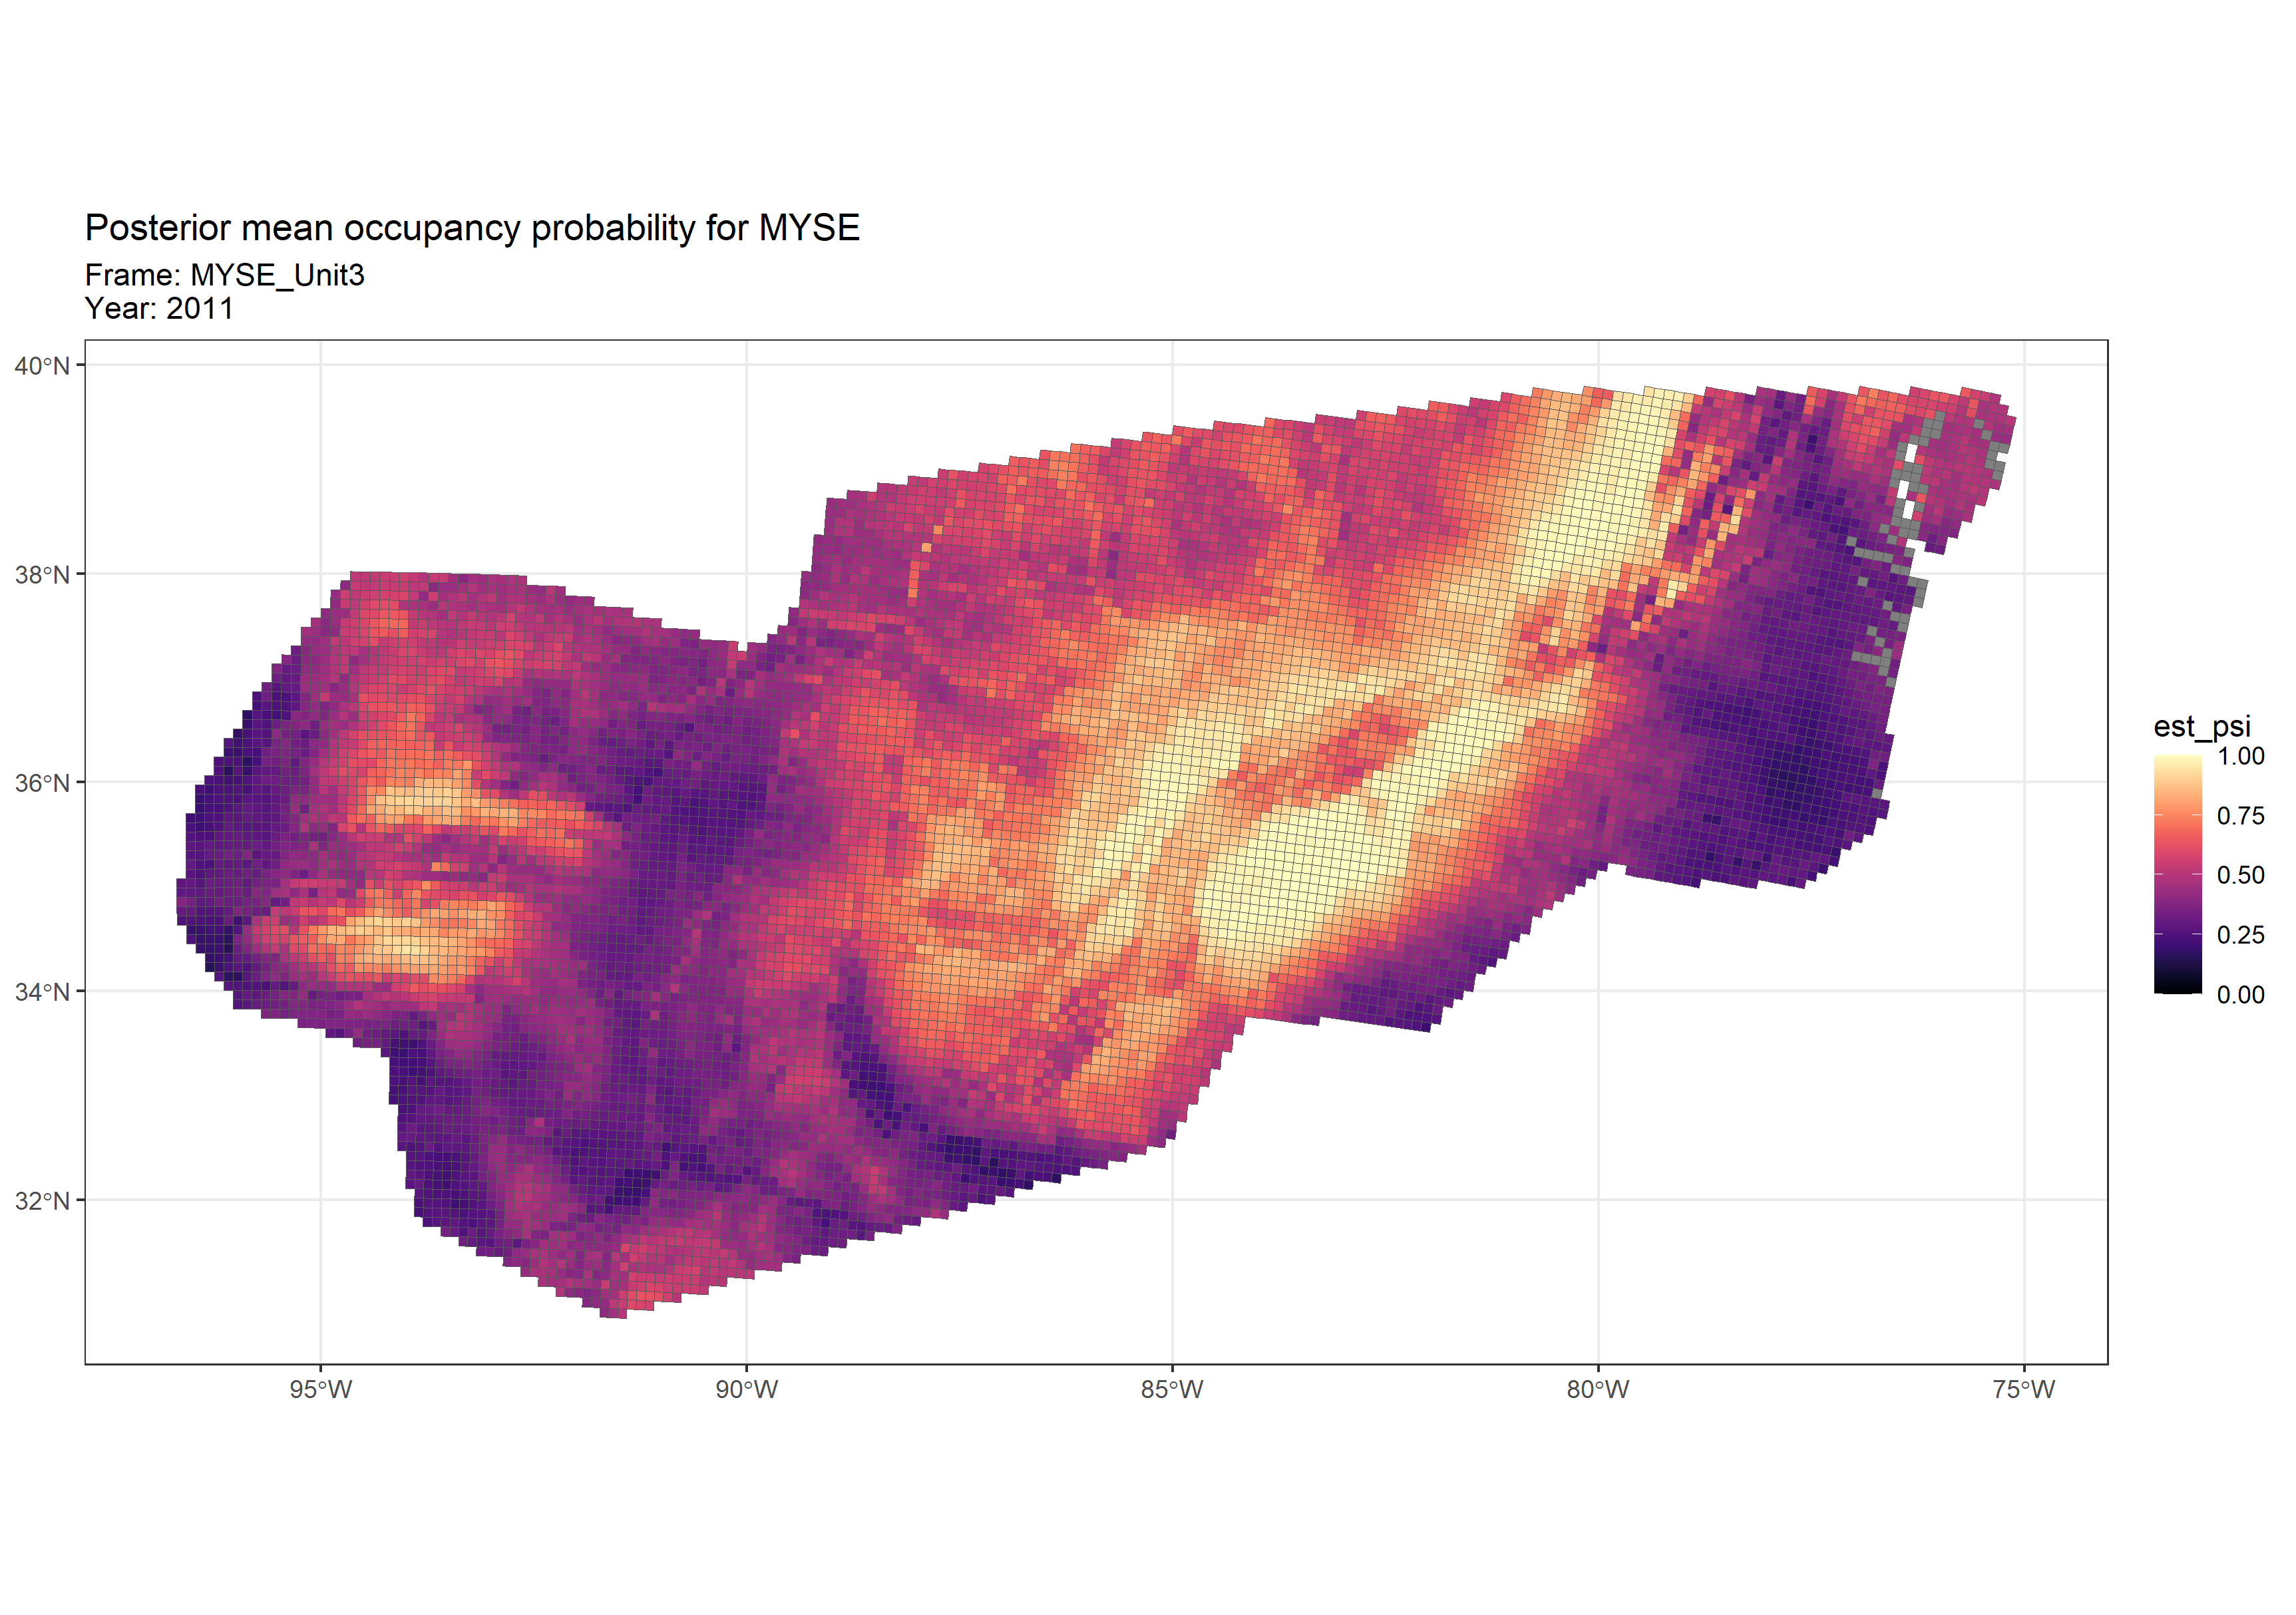 Posterior mean occupancy probability for MYSE
Frame: MYSE_Unit3
Year: 2011
40°N
38°N
36°N
34°N
32°N
95°W
90°W
85°W
80°W
75°W
est_psi
1.00
0.75
0.50
0.25
0.00